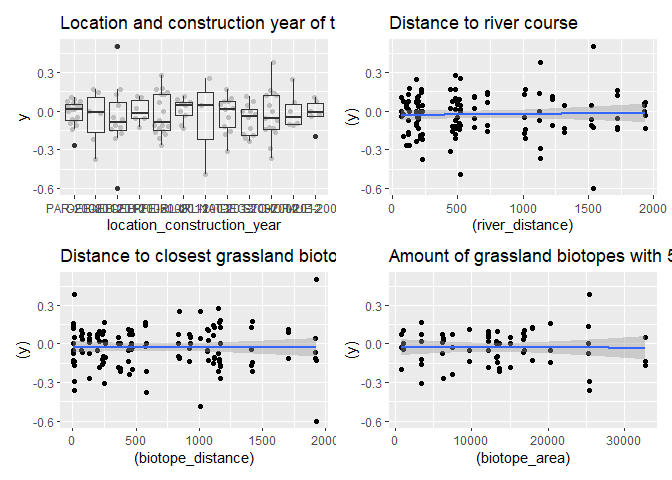 Location and construction year of t
0.3
0.0
-0.3
-0.6
y
location_construction_year
Distance to river course
0.3
0.0
-0.3
-0.6
(y)
0 500 1000 1500 2000
(river_distance)
Distance to closest grassland bioto
0.3
0.0
-0.3
-0.6
(y)
0 500 1000 1500 2000
(biotope_distance)
Amount of grassland biotopes with 5
0.3
0.0
-0.3
-0.6
(y)
0 10000 20000 30000
(biotope_area)